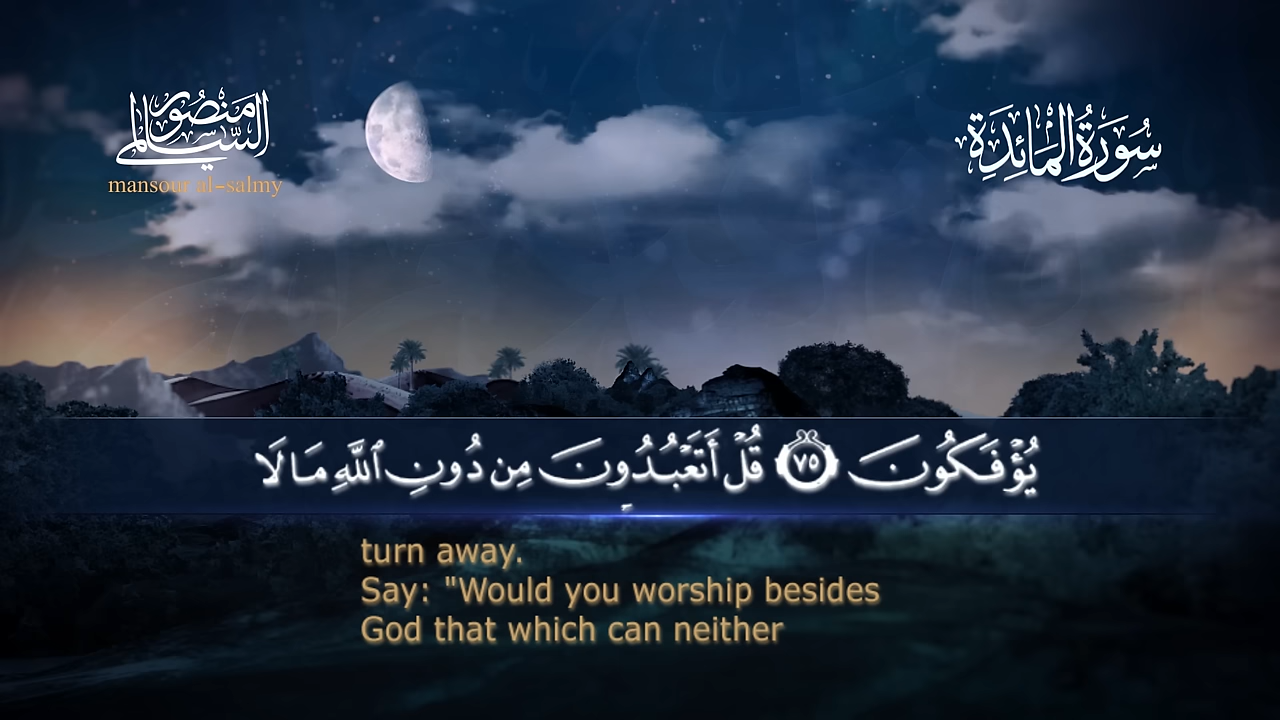 منصور
السالمي
mansour al-salmy
سُورَةُ المَائِدَةِ
يُؤْفَكُونَ ٧٥ قُلْ أَتَعْبُدُونَ مِن دُونِ ٱللَّهِ مَا لَا
turn away.
Say: "Would you worship besides
God that which can neither